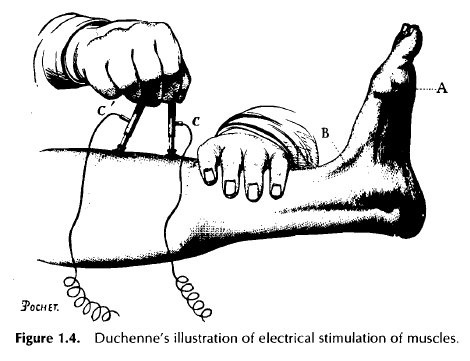 A
C'
C
B
POCHET.
Figure 1.4. Duchenne's illustration of electrical stimulation of muscles.